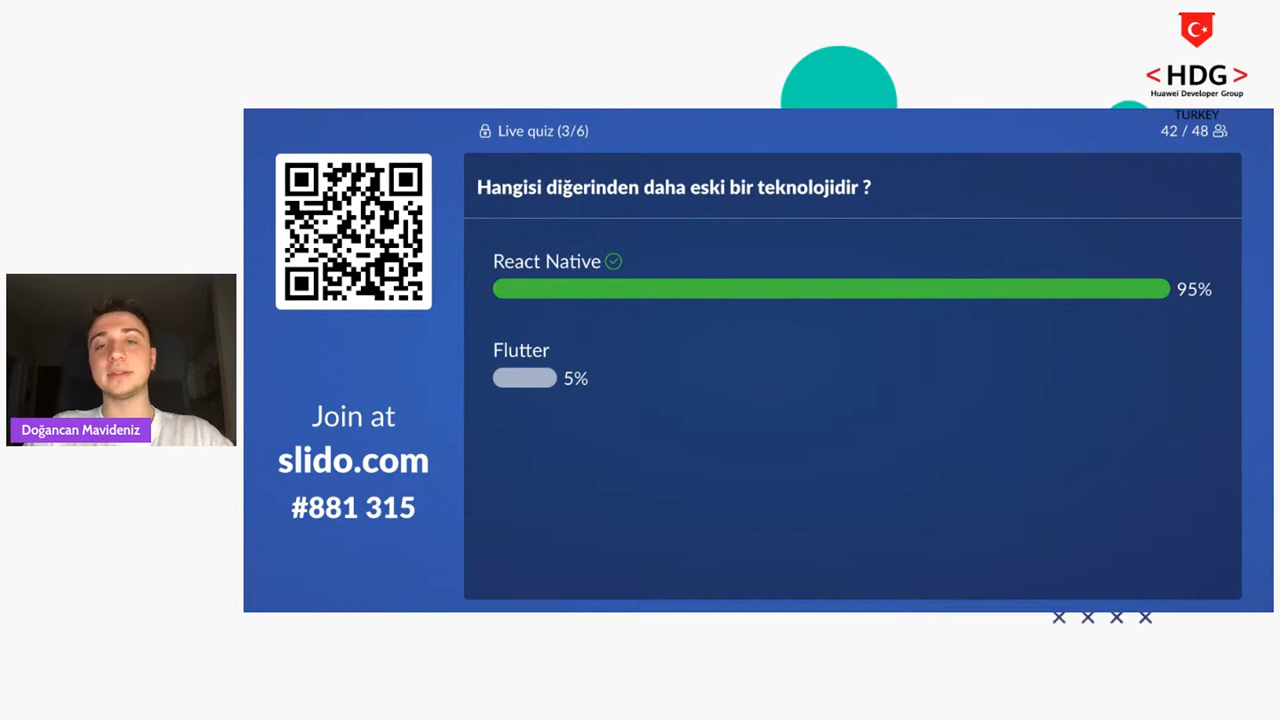 < HDG >
Huawei Developer Group
TURKEY
Live quiz (3/6)
42 / 48
Hangisi diğerinden daha eski bir teknolojidir ?
React Native
95%
Flutter
5%
Join at
slido.com
#881 315
Doğancan Mavideniz